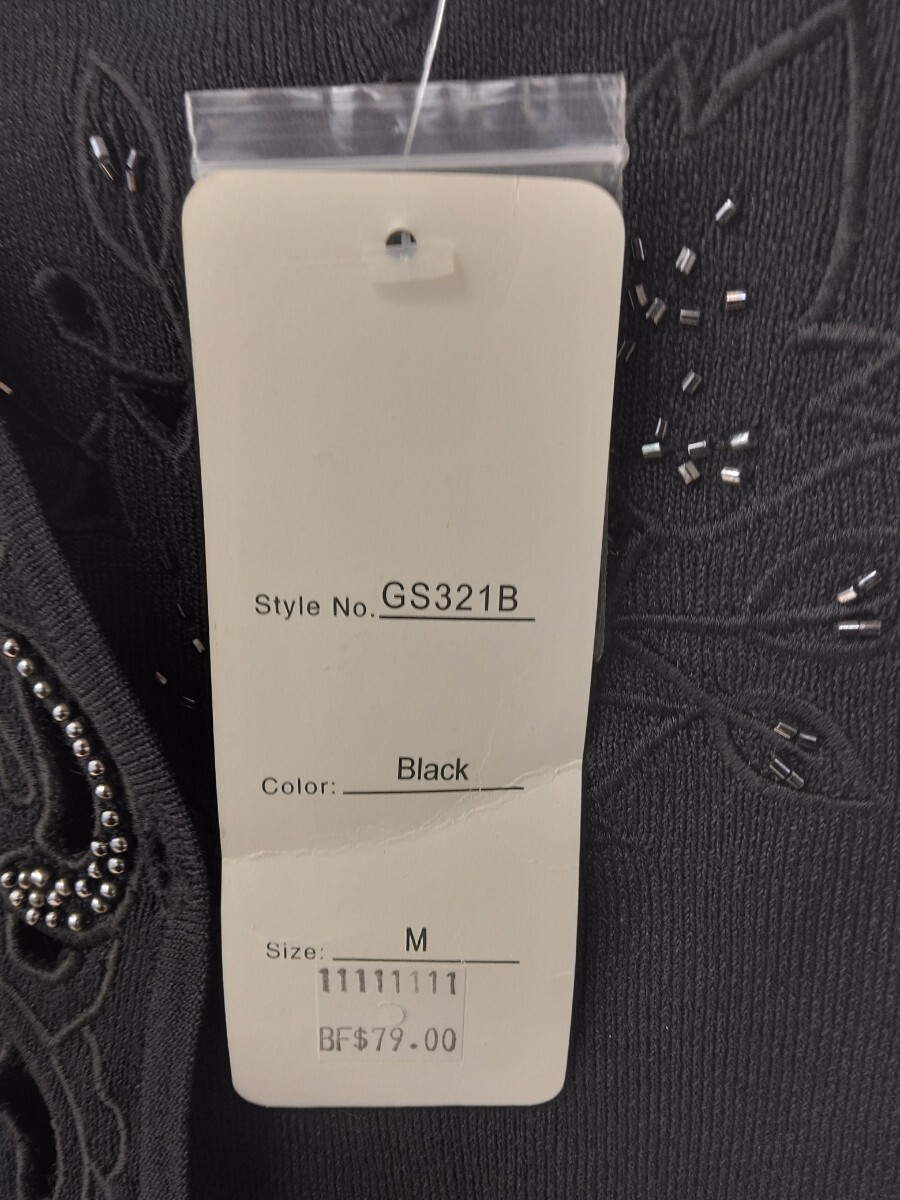 Style No. GS321B
Color: Black
Size: M
11111111
BF$79.00